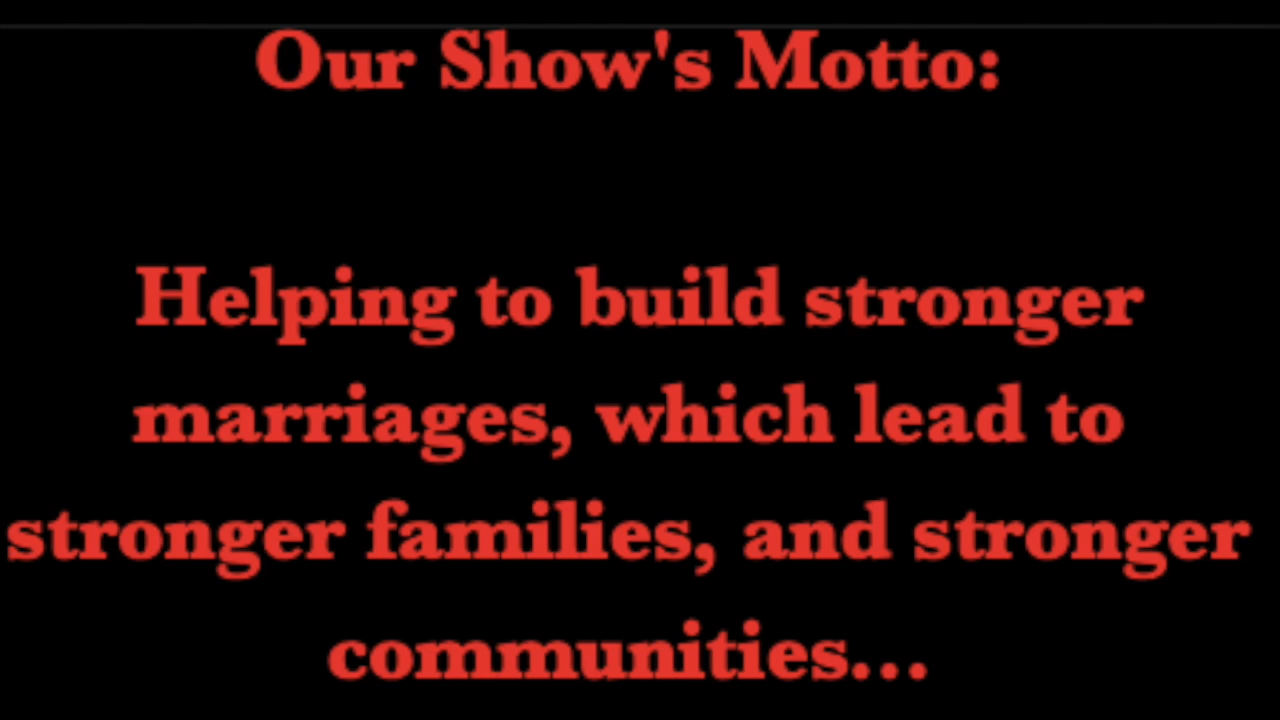 Our Show's Motto:
Helping to build stronger
marriages, which lead to
stronger families, and stronger
communities...